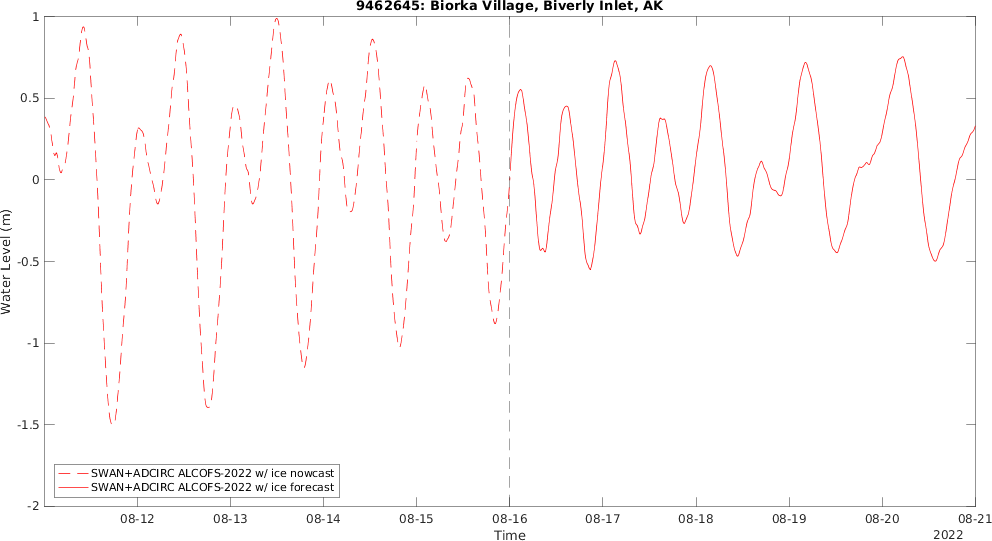 9462645: Biorka Village, Biverly Inlet, AK
Water Level (m)
1
0.5
0
-0.5
-1
-1.5
-2
SWAN+ADCIRC ALCOFS-2022 w/ ice nowcast
SWAN+ADCIRC ALCOFS-2022 w/ ice forecast
08-12 08-13 08-14 08-15 08-16 08-17 08-18 08-19 08-20 08-21
Time
2022